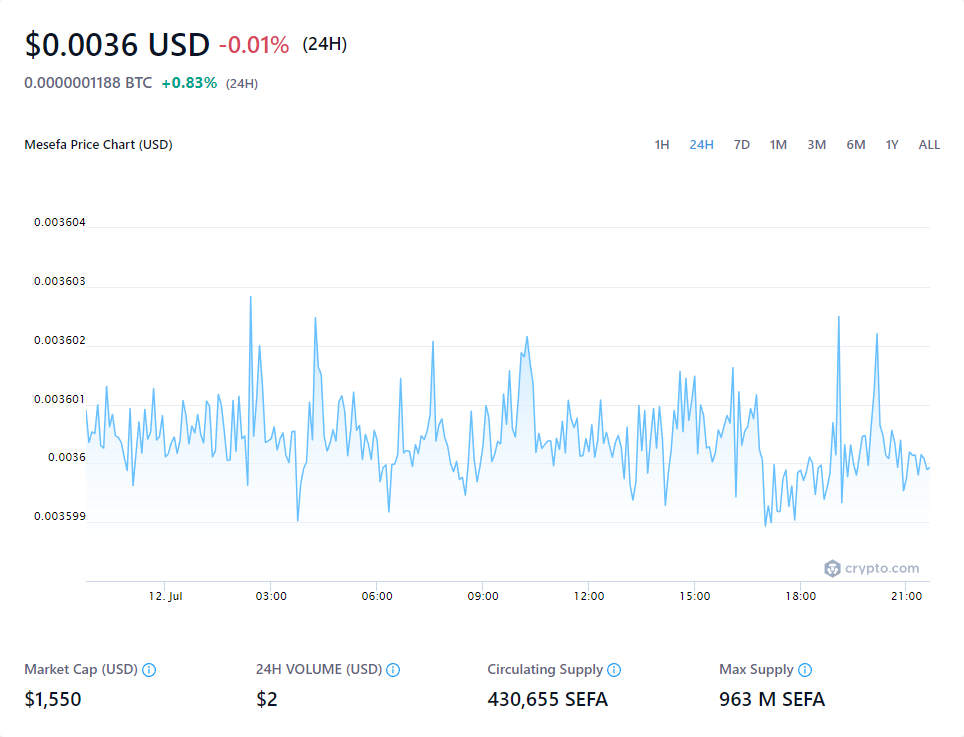 $0.0036 USD -0.01% (24H)
0.0000001188 BTC +0.83% (24H)
Mesefa Price Chart (USD) 1H 24H 7D 1M 3M 6M 1Y ALL
0.003604
0.003603
0.003602
0.003601
0.0036
0.003599
crypto.com
12. Jul 03:00 06:00 09:00 12:00 15:00 18:00 21:00
Market Cap (USD) 24H VOLUME (USD) Circulating Supply Max Supply
$1,550 $2 430,655 SEFA 963 M SEFA